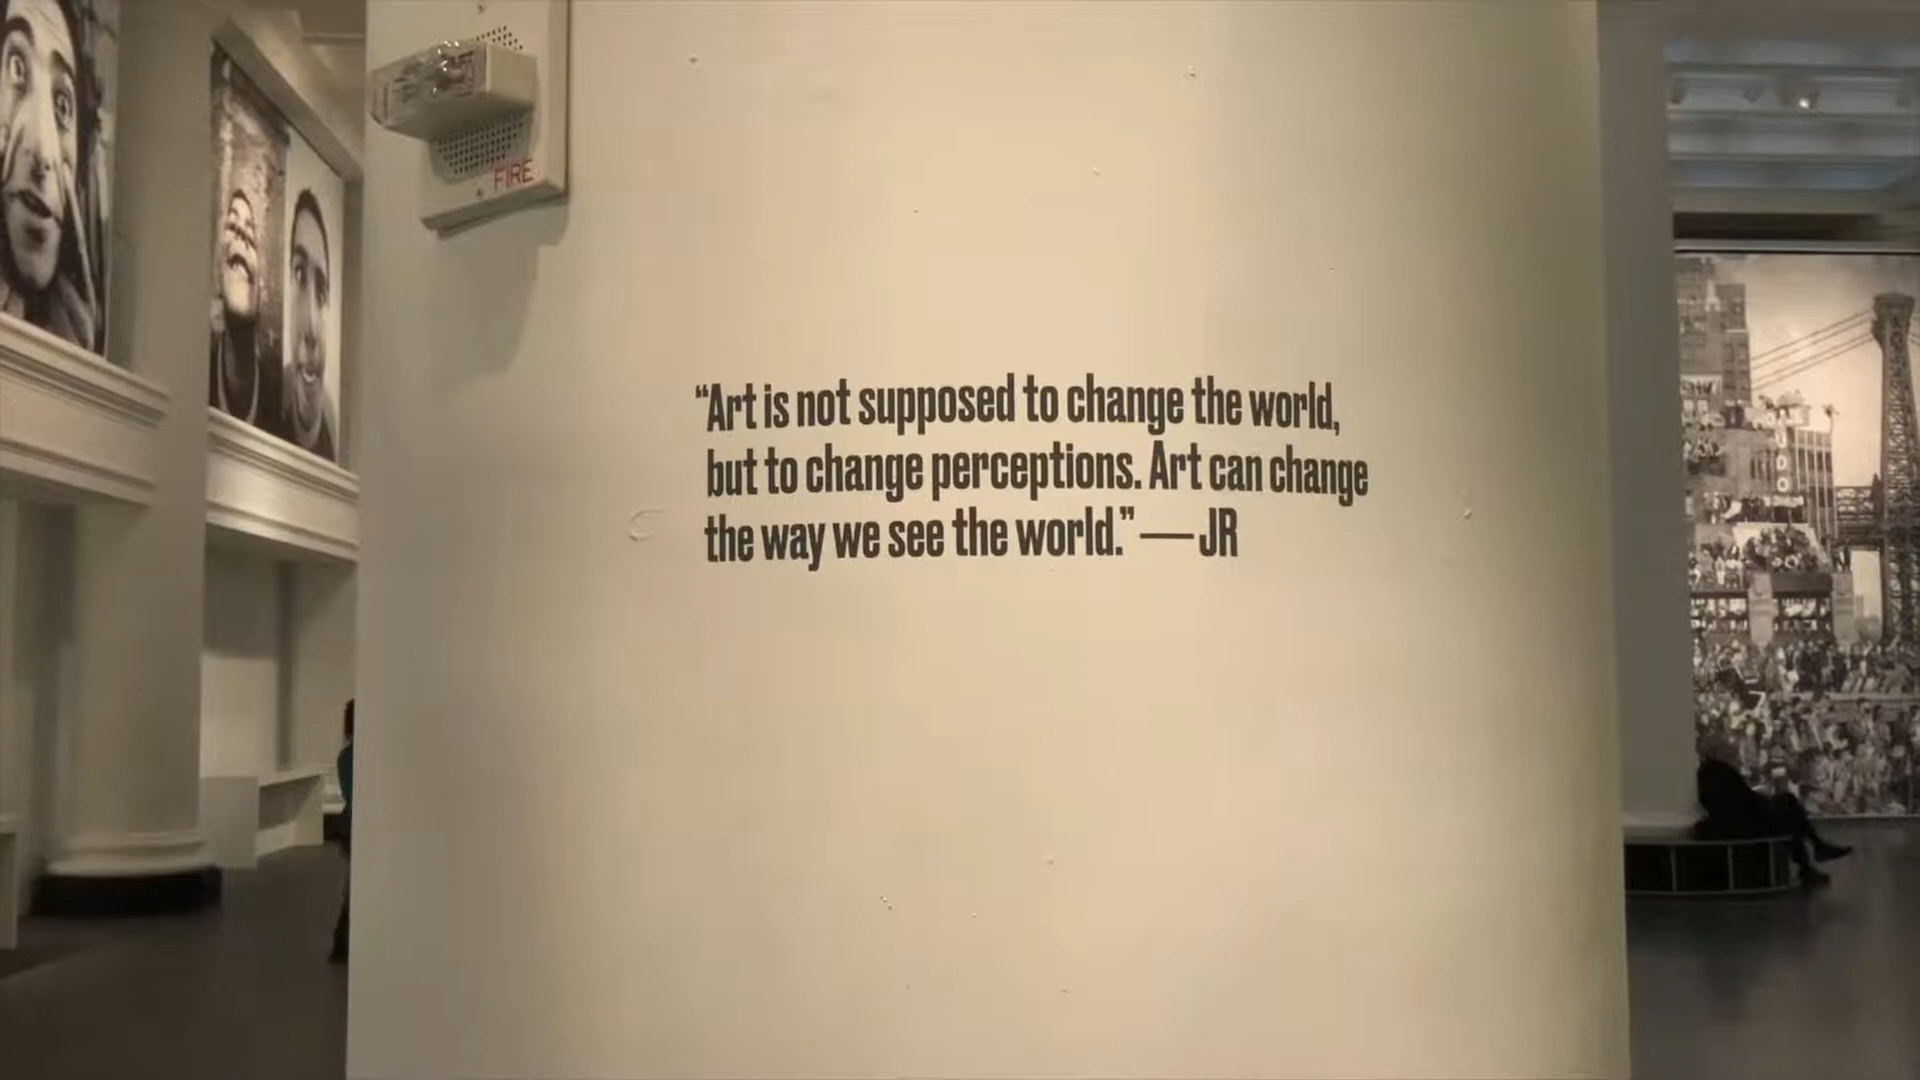 FIRE
“Art is not supposed to change the world,
but to change perceptions. Art can change
the way we see the world.” — JR